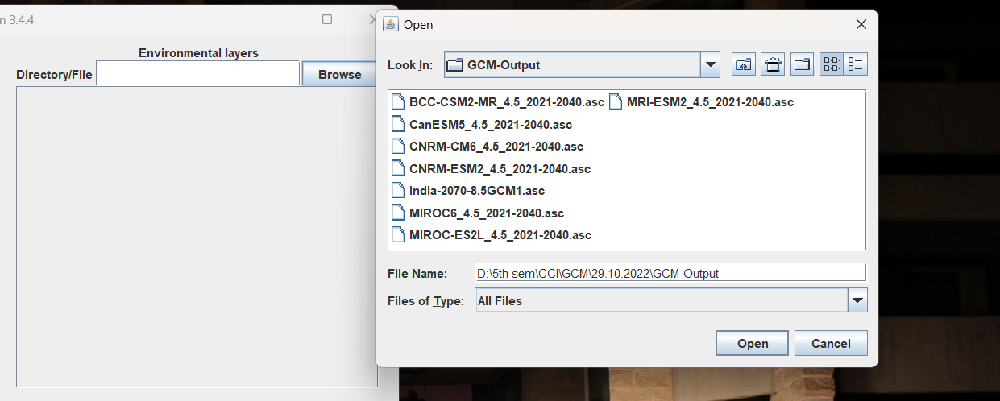 n 3.4.4
Environmental layers
Directory/File
Browse
Open
Look In:
GCM-Output
BCC-CSM2-MR_4.5_2021-2040.asc
MRI-ESM2_4.5_2021-2040.asc
CanESM5_4.5_2021-2040.asc
CNRM-CM6_4.5_2021-2040.asc
CNRM-ESM2_4.5_2021-2040.asc
India-2070-8.5GCM1.asc
MIROC6_4.5_2021-2040.asc
MIROC-ES2L_4.5_2021-2040.asc
File Name:
D:\5th sem\CCI\GCM\29.10.2022\GCM-Output
Files of Type:
All Files
Open
Cancel